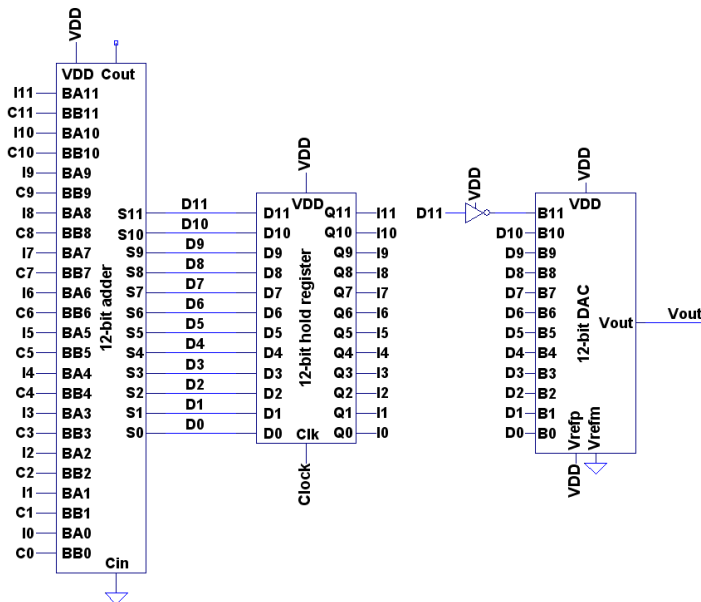 VDD
VDD Cout
I11 BA11
C11 BB11
I10 BA10
C10 BB10
I9 BA9
C9 BB9
I8 BA8
C8 BB8
I7 BA7
C7 BB7
I6 BA6
C6 BB6
I5 BA5
C5 BB5
I4 BA4
C4 BB4
I3 BA3
C3 BB3
I2 BA2
C2 BB2
I1 BA1
C1 BB1
I0 BA0
C0 BB0
Cin
12-bit adder
S11 D11
S10 D10
S9 D9
S8 D8
S7 D7
S6 D6
S5 D5
S4 D4
S3 D3
S2 D2
S1 D1
S0 D0
VDD
VDD
D11 Q11 I11
D10 Q10 I10
D9 Q9 I9
D8 Q8 I8
D7 Q7 I7
D6 Q6 I6
D5 Q5 I5
D4 Q4 I4
D3 Q3 I3
D2 Q2 I2
D1 Q1 I1
D0 Q0 I0
12-bit hold register
Clk
Clock
VDD
VDD
VDD
D11 B11
D10 B10
D9 B9
D8 B8
D7 B7
D6 B6
D5 B5
D4 B4
D3 B3
D2 B2
D1 B1
D0 B0
12-bit DAC
Vout Vout
Vrefp
Vrefm
VDD